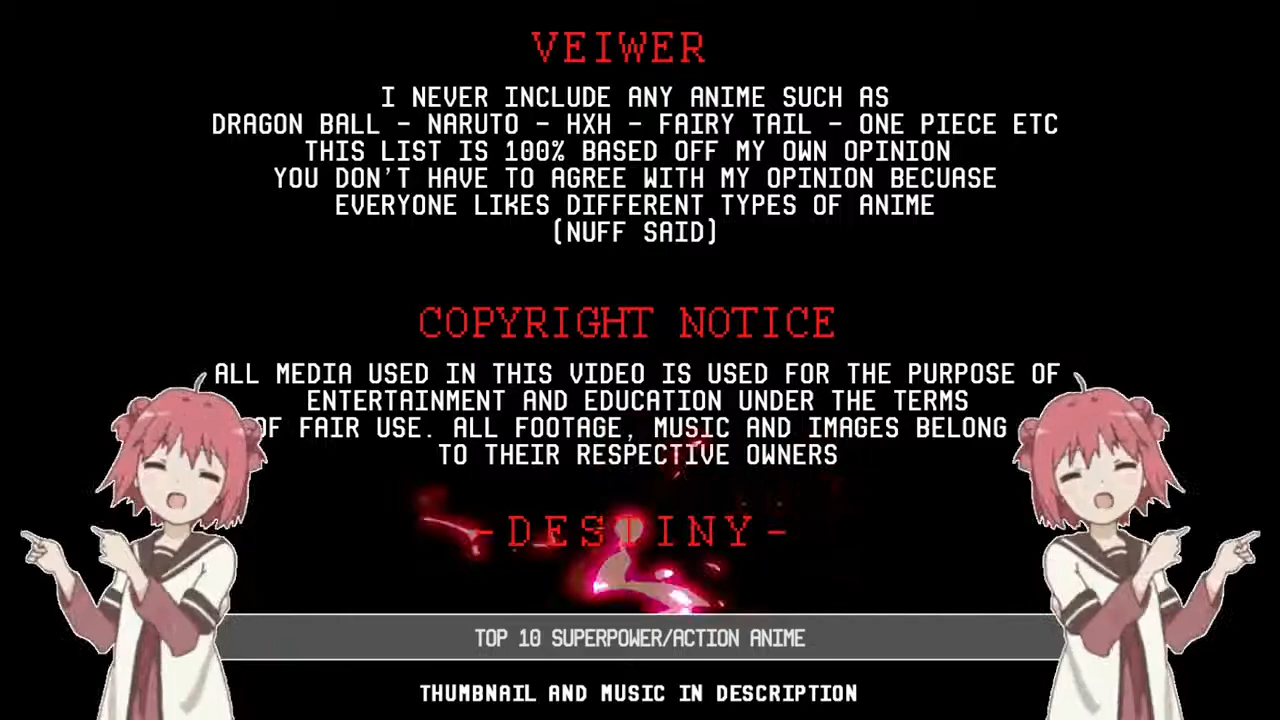 VEIWER
I NEVER INCLUDE ANY ANIME SUCH AS
DRAGON BALL - NARUTO - HXH - FAIRY TAIL - ONE PIECE ETC
THIS LIST IS 100% BASED OFF MY OWN OPINION
YOU DON'T HAVE TO AGREE WITH MY OPINION BECUASE
EVERYONE LIKES DIFFERENT TYPES OF ANIME
(NUFF SAID)
COPYRIGHT NOTICE
ALL MEDIA USED IN THIS VIDEO IS USED FOR THE PURPOSE OF
ENTERTAINMENT AND EDUCATION UNDER THE TERMS
OF FAIR USE. ALL FOOTAGE, MUSIC AND IMAGES BELONG
TO THEIR RESPECTIVE OWNERS
-DESTINY-
TOP 10 SUPERPOWER/ACTION ANIME
THUMBNAIL AND MUSIC IN DESCRIPTION